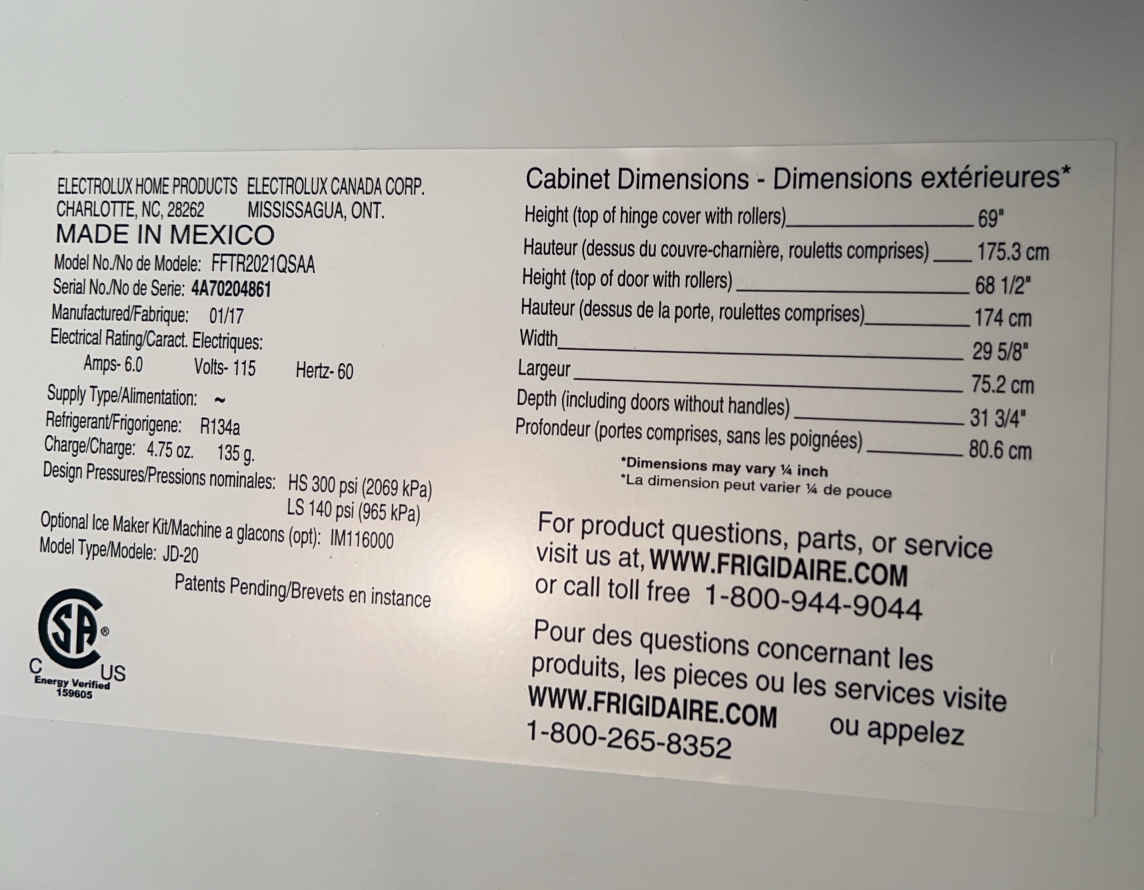 ELECTROLUX HOME PRODUCTS ELECTROLUX CANADA CORP.
CHARLOTTE, NC, 28262 MISSISSAGUA, ONT.
MADE IN MEXICO
Model No./No de Modele: FFTR2021QSAA
Serial No./No de Serie: 4A70204861
Manufactured/Fabrique: 01/17
Electrical Rating/Caract. Electriques:
Amps- 6.0 Volts- 115 Hertz- 60
Supply Type/Alimentation: ~
Refrigerant/Frigorigene: R134a
Charge/Charge: 4.75 oz. 135 g.
Design Pressures/Pressions nominales: HS 300 psi (2069 kPa)
LS 140 psi (965 kPa)
Optional Ice Maker Kit/Machine a glacons (opt): IM116000
Model Type/Modele: JD-20
Patents Pending/Brevets en instance
SA ®
C US
Energy Verified
159605
Cabinet Dimensions - Dimensions extérieures*
Height (top of hinge cover with rollers) 69"
Hauteur (dessus du couvre-charnière, rouletts comprises) 175.3 cm
Height (top of door with rollers) 68 1/2"
Hauteur (dessus de la porte, roulettes comprises) 174 cm
Width 29 5/8"
Largeur 75.2 cm
Depth (including doors without handles) 31 3/4"
Profondeur (portes comprises, sans les poignées) 80.6 cm
*Dimensions may vary ¼ inch
*La dimension peut varier ¼ de pouce
For product questions, parts, or service
visit us at, WWW.FRIGIDAIRE.COM
or call toll free 1-800-944-9044
Pour des questions concernant les
produits, les pieces ou les services visite
WWW.FRIGIDAIRE.COM ou appelez
1-800-265-8352